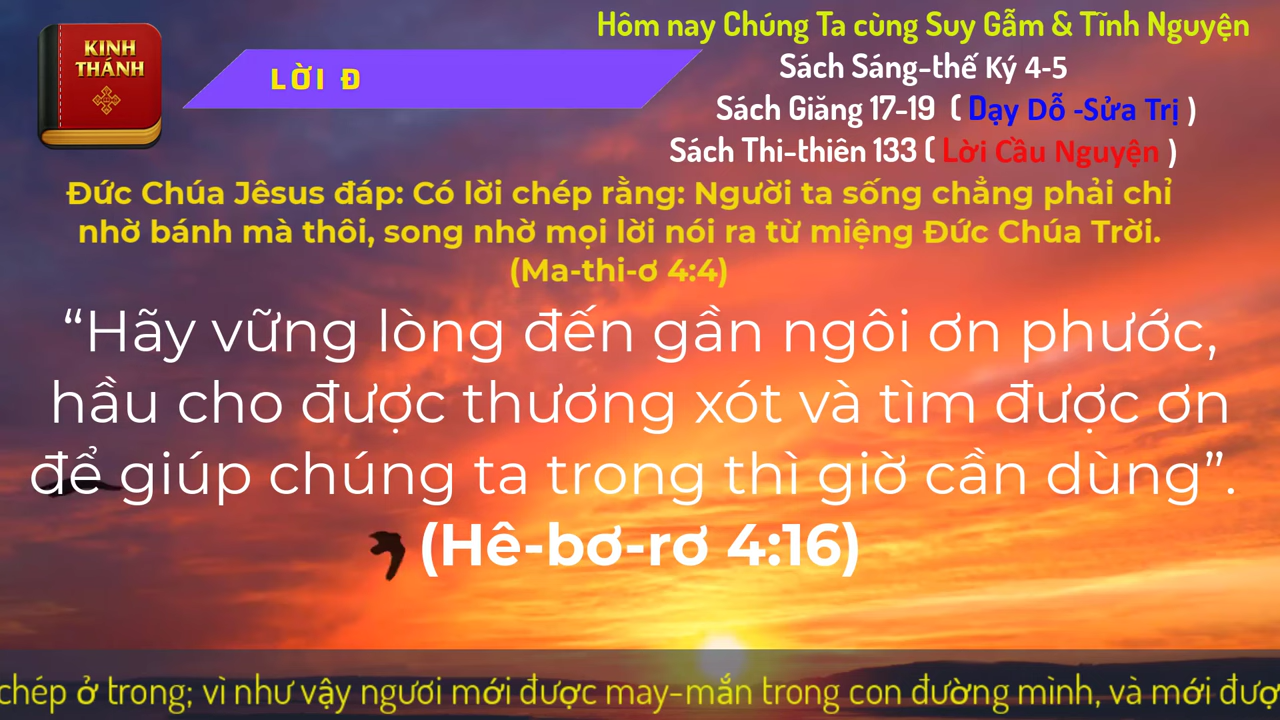 KINH
THÁNH
LỜI Đ
Hôm nay Chúng Ta cùng Suy Gẫm & Tĩnh Nguyện
Sách Sáng-thế Ký 4-5
Sách Giăng 17-19 ( Dạy Dỗ -Sửa Trị )
Sách Thi-thiên 133 ( Lời Cầu Nguyện )
Đức Chúa Jêsus đáp: Có lời chép rằng: Người ta sống chẳng phải chỉ
nhờ bánh mà thôi, song nhờ mọi lời nói ra từ miệng Đức Chúa Trời.
(Ma-thi-ơ 4:4)
“Hãy vững lòng đến gần ngôi ơn phước,
hầu cho được thương xót và tìm được ơn
để giúp chúng ta trong thì giờ cần dùng”.
(Hê-bơ-rơ 4:16)
chép ở trong; vì như vậy ngươi mới được may-mắn trong con đường mình, và mới đượ